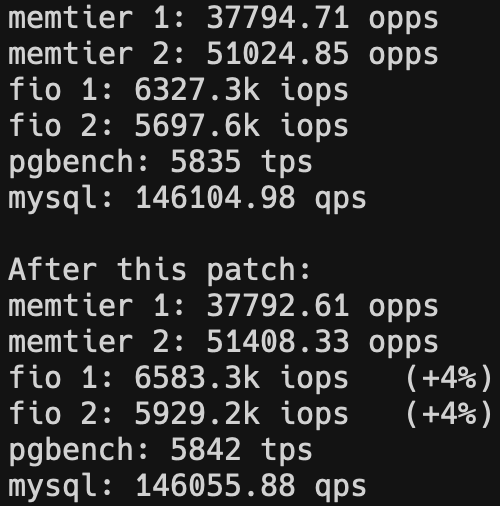 memtier 1: 37794.71 opps
memtier 2: 51024.85 opps
fio 1: 6327.3k iops
fio 2: 5697.6k iops
pgbench: 5835 tps
mysql: 146104.98 qps

After this patch:
memtier 1: 37792.61 opps
memtier 2: 51408.33 opps
fio 1: 6583.3k iops   (+4%)
fio 2: 5929.2k iops   (+4%)
pgbench: 5842 tps
mysql: 146055.88 qps